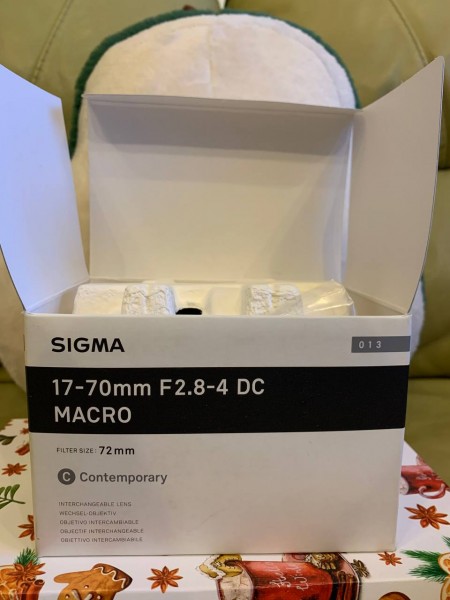 SIGMA
013
17-70mm F2.8-4 DC
MACRO
FILTER SIZE: 72mm
C Contemporary
INTERCHANGEABLE LENS
WECHSEL-OBJEKTIV
OBJETIVO INTERCAMBIABLE
OBJECTIF INTERCHANGEABLE
OBIETTIVO INTERCAMBIABILE